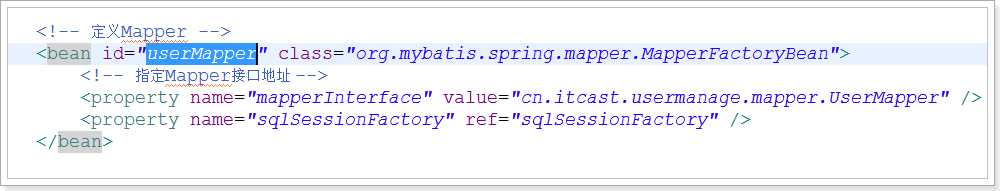 <!-- 定义Mapper -->
<bean id="userMapper" class="org.mybatis.spring.mapper.MapperFactoryBean">
<!-- 指定Mapper接口地址 -->
<property name="mapperInterface" value="cn.itcast.usermanage.mapper.UserMapper" />
<property name="sqlSessionFactory" ref="sqlSessionFactory" />
</bean>